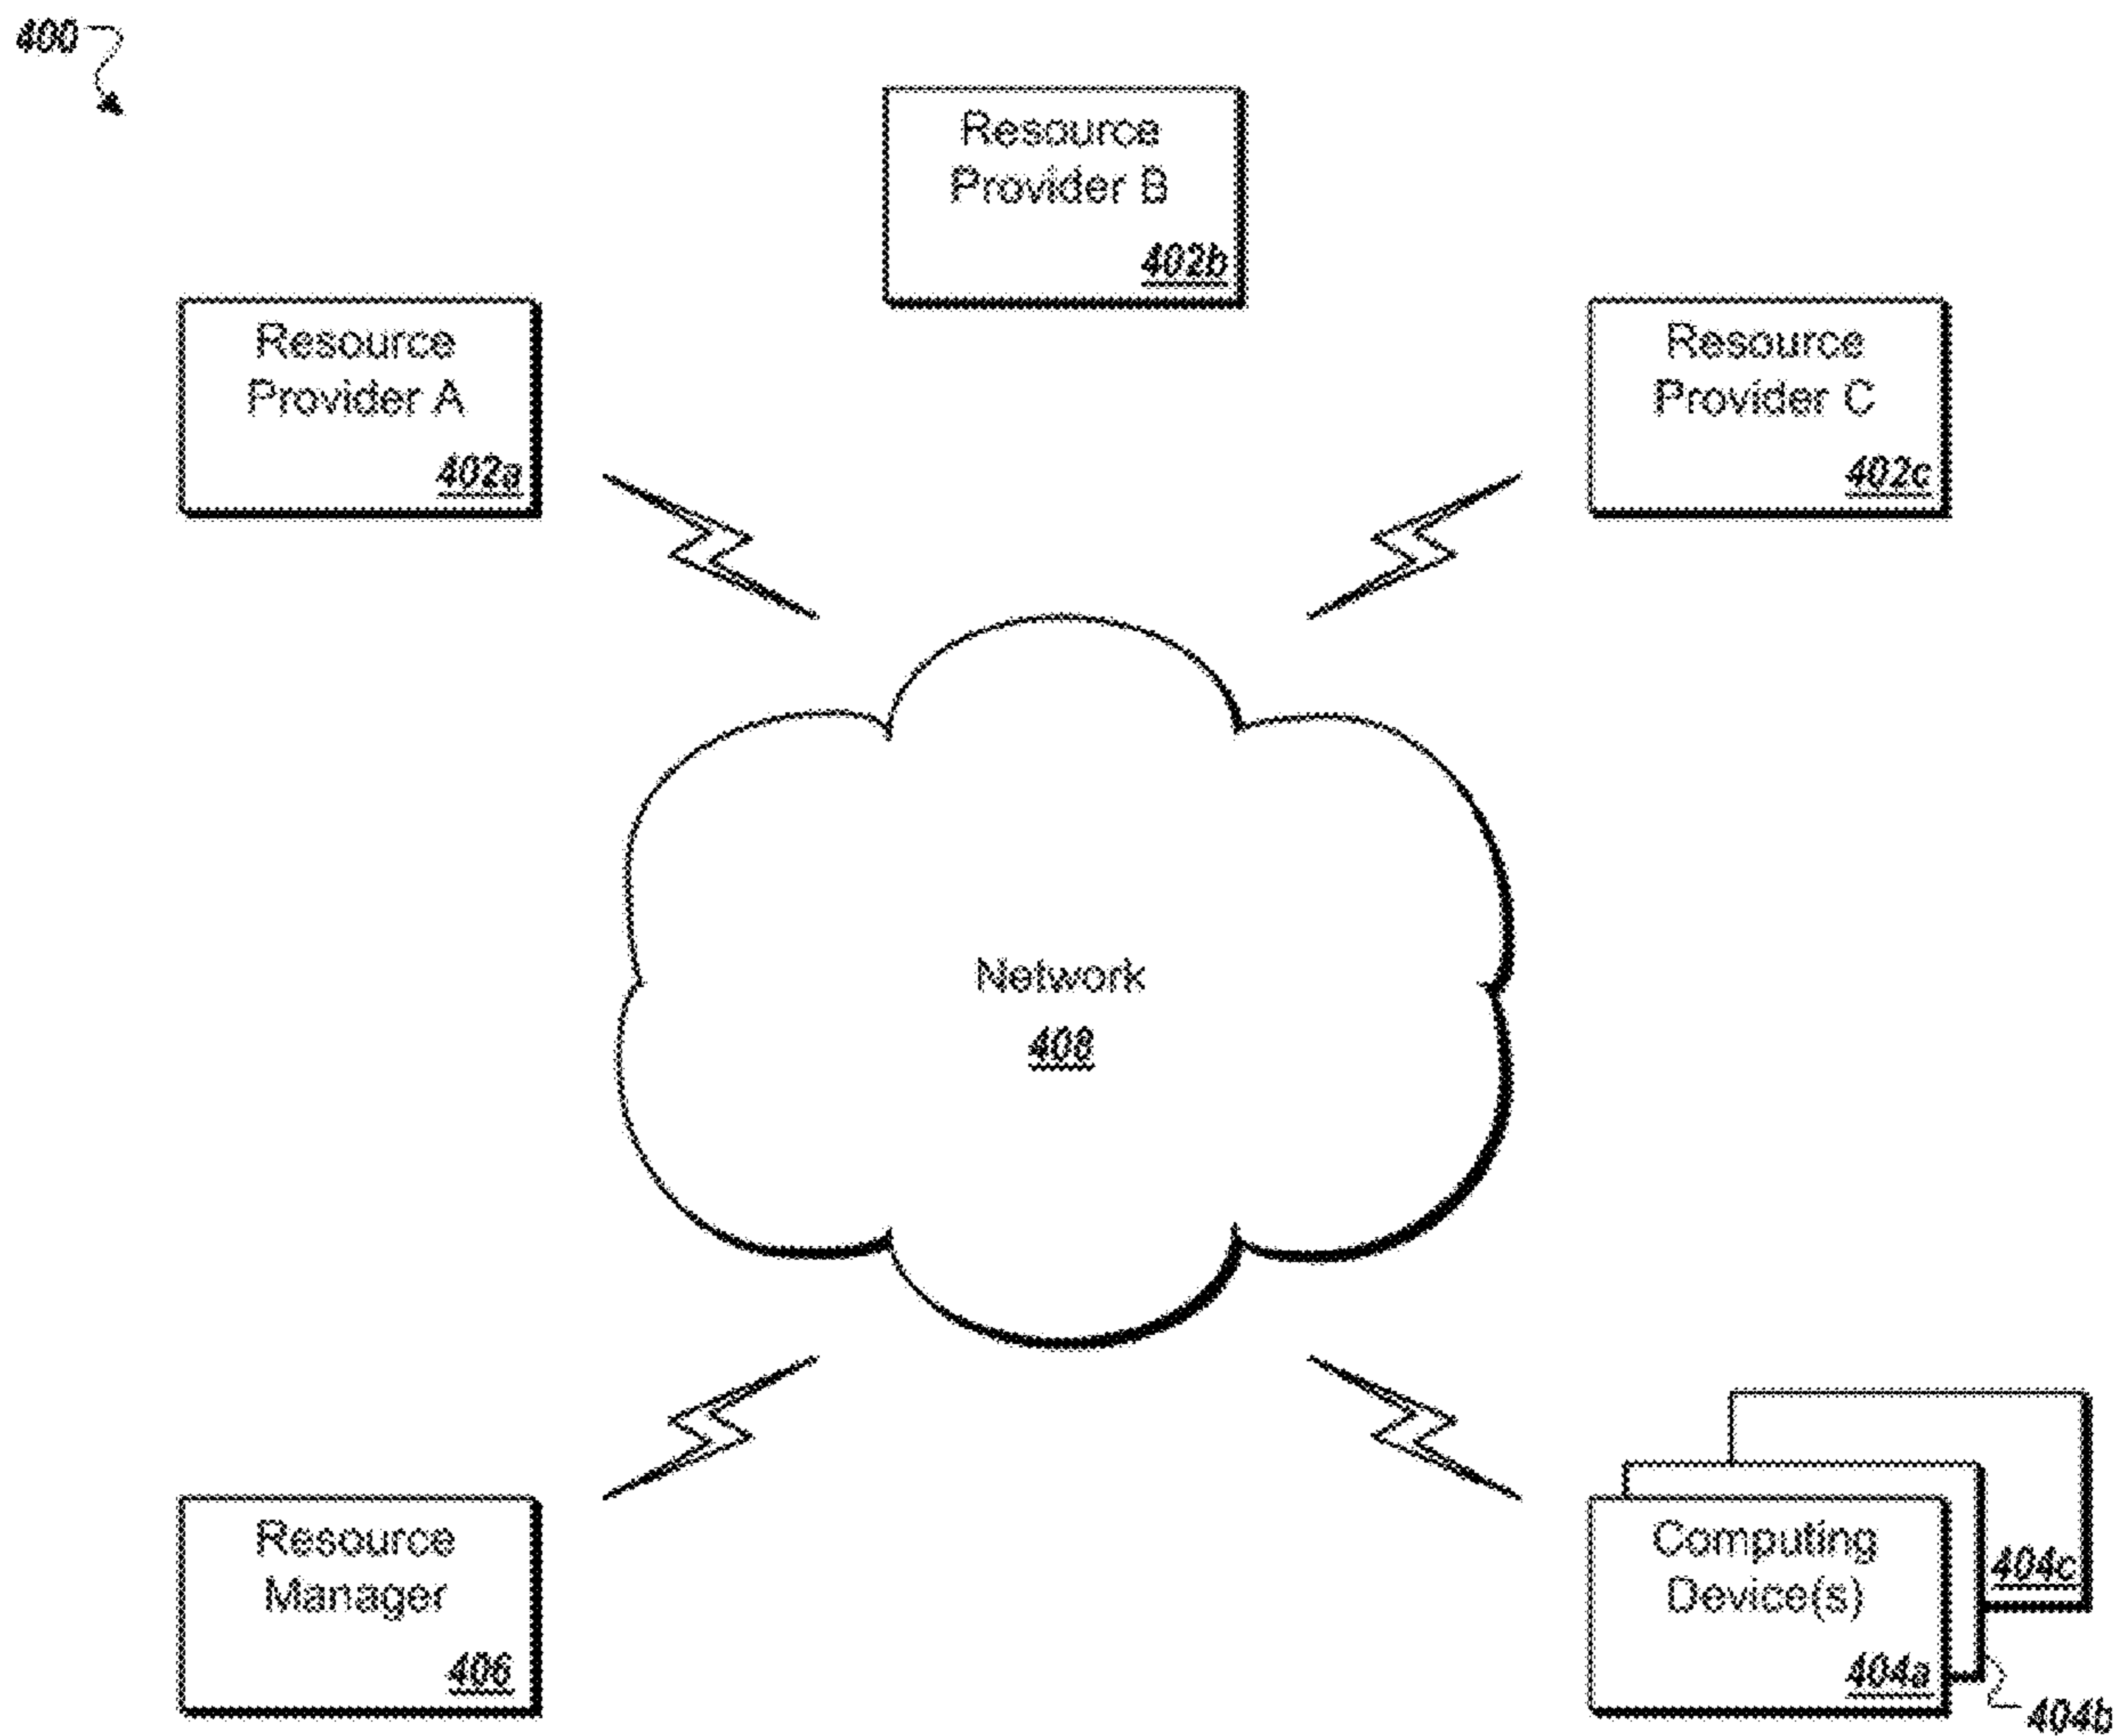 400
Resource
Provider B
402b
Resource
Provider A
402a
Resource
Provider C
402c
Network
408
Resource
Manager
406
Computing
Device(s)
404a
404c
404b